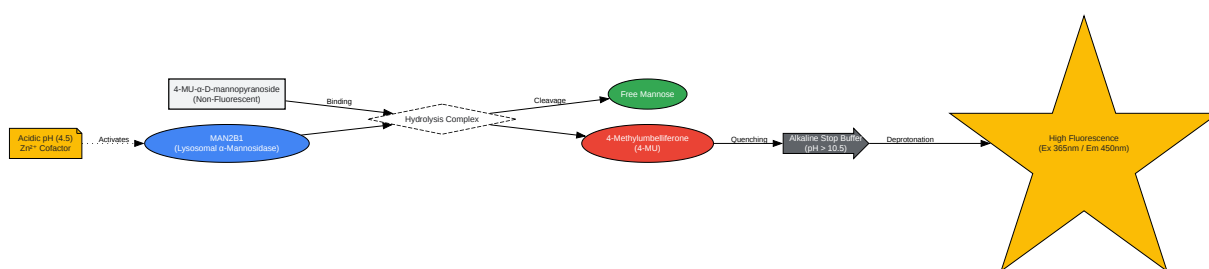 4-MU-α-D-mannopyranoside
(Non-Fluorescent)
Binding
Acidic pH (4.5)
Zn²⁺ Cofactor
Activates
MAN2B1
(Lysosomal α-Mannosidase)
Hydrolysis Complex
Cleavage
Free Mannose
4-Methylumbelliferone
(4-MU)
Quenching
Alkaline Stop Buffer
(pH > 10.5)
Deprotonation
High Fluorescence
(Ex 365nm / Em 450nm)